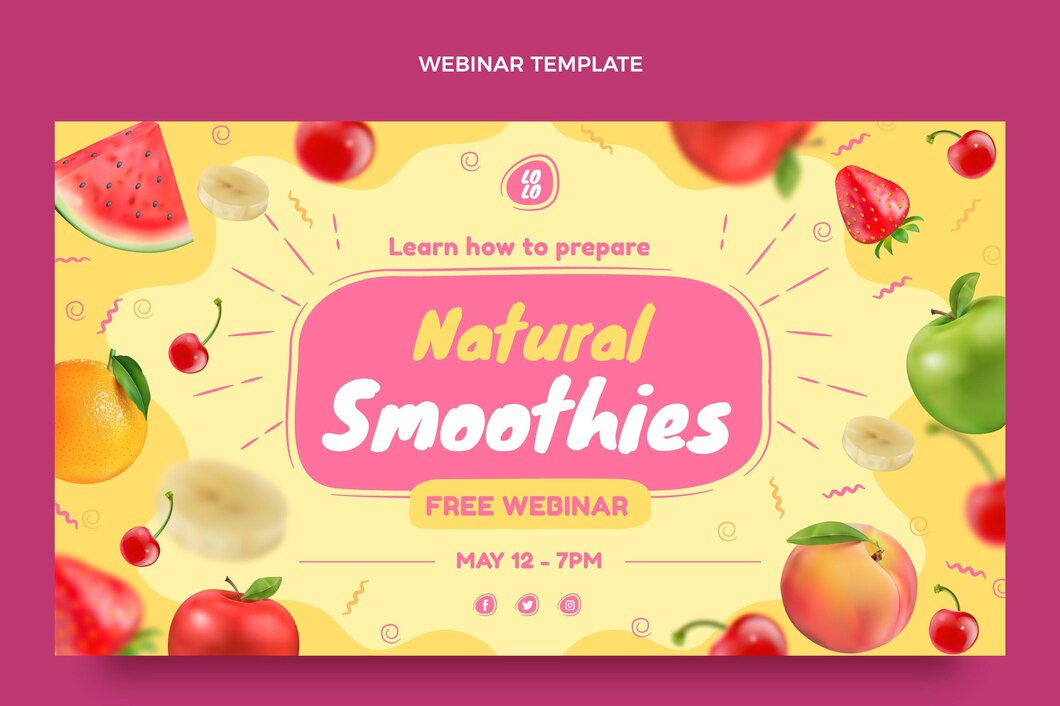 WEBINAR TEMPLATE
LO
LO
Learn how to prepare
Natural
Smoothies
FREE WEBINAR
MAY 12 - 7PM